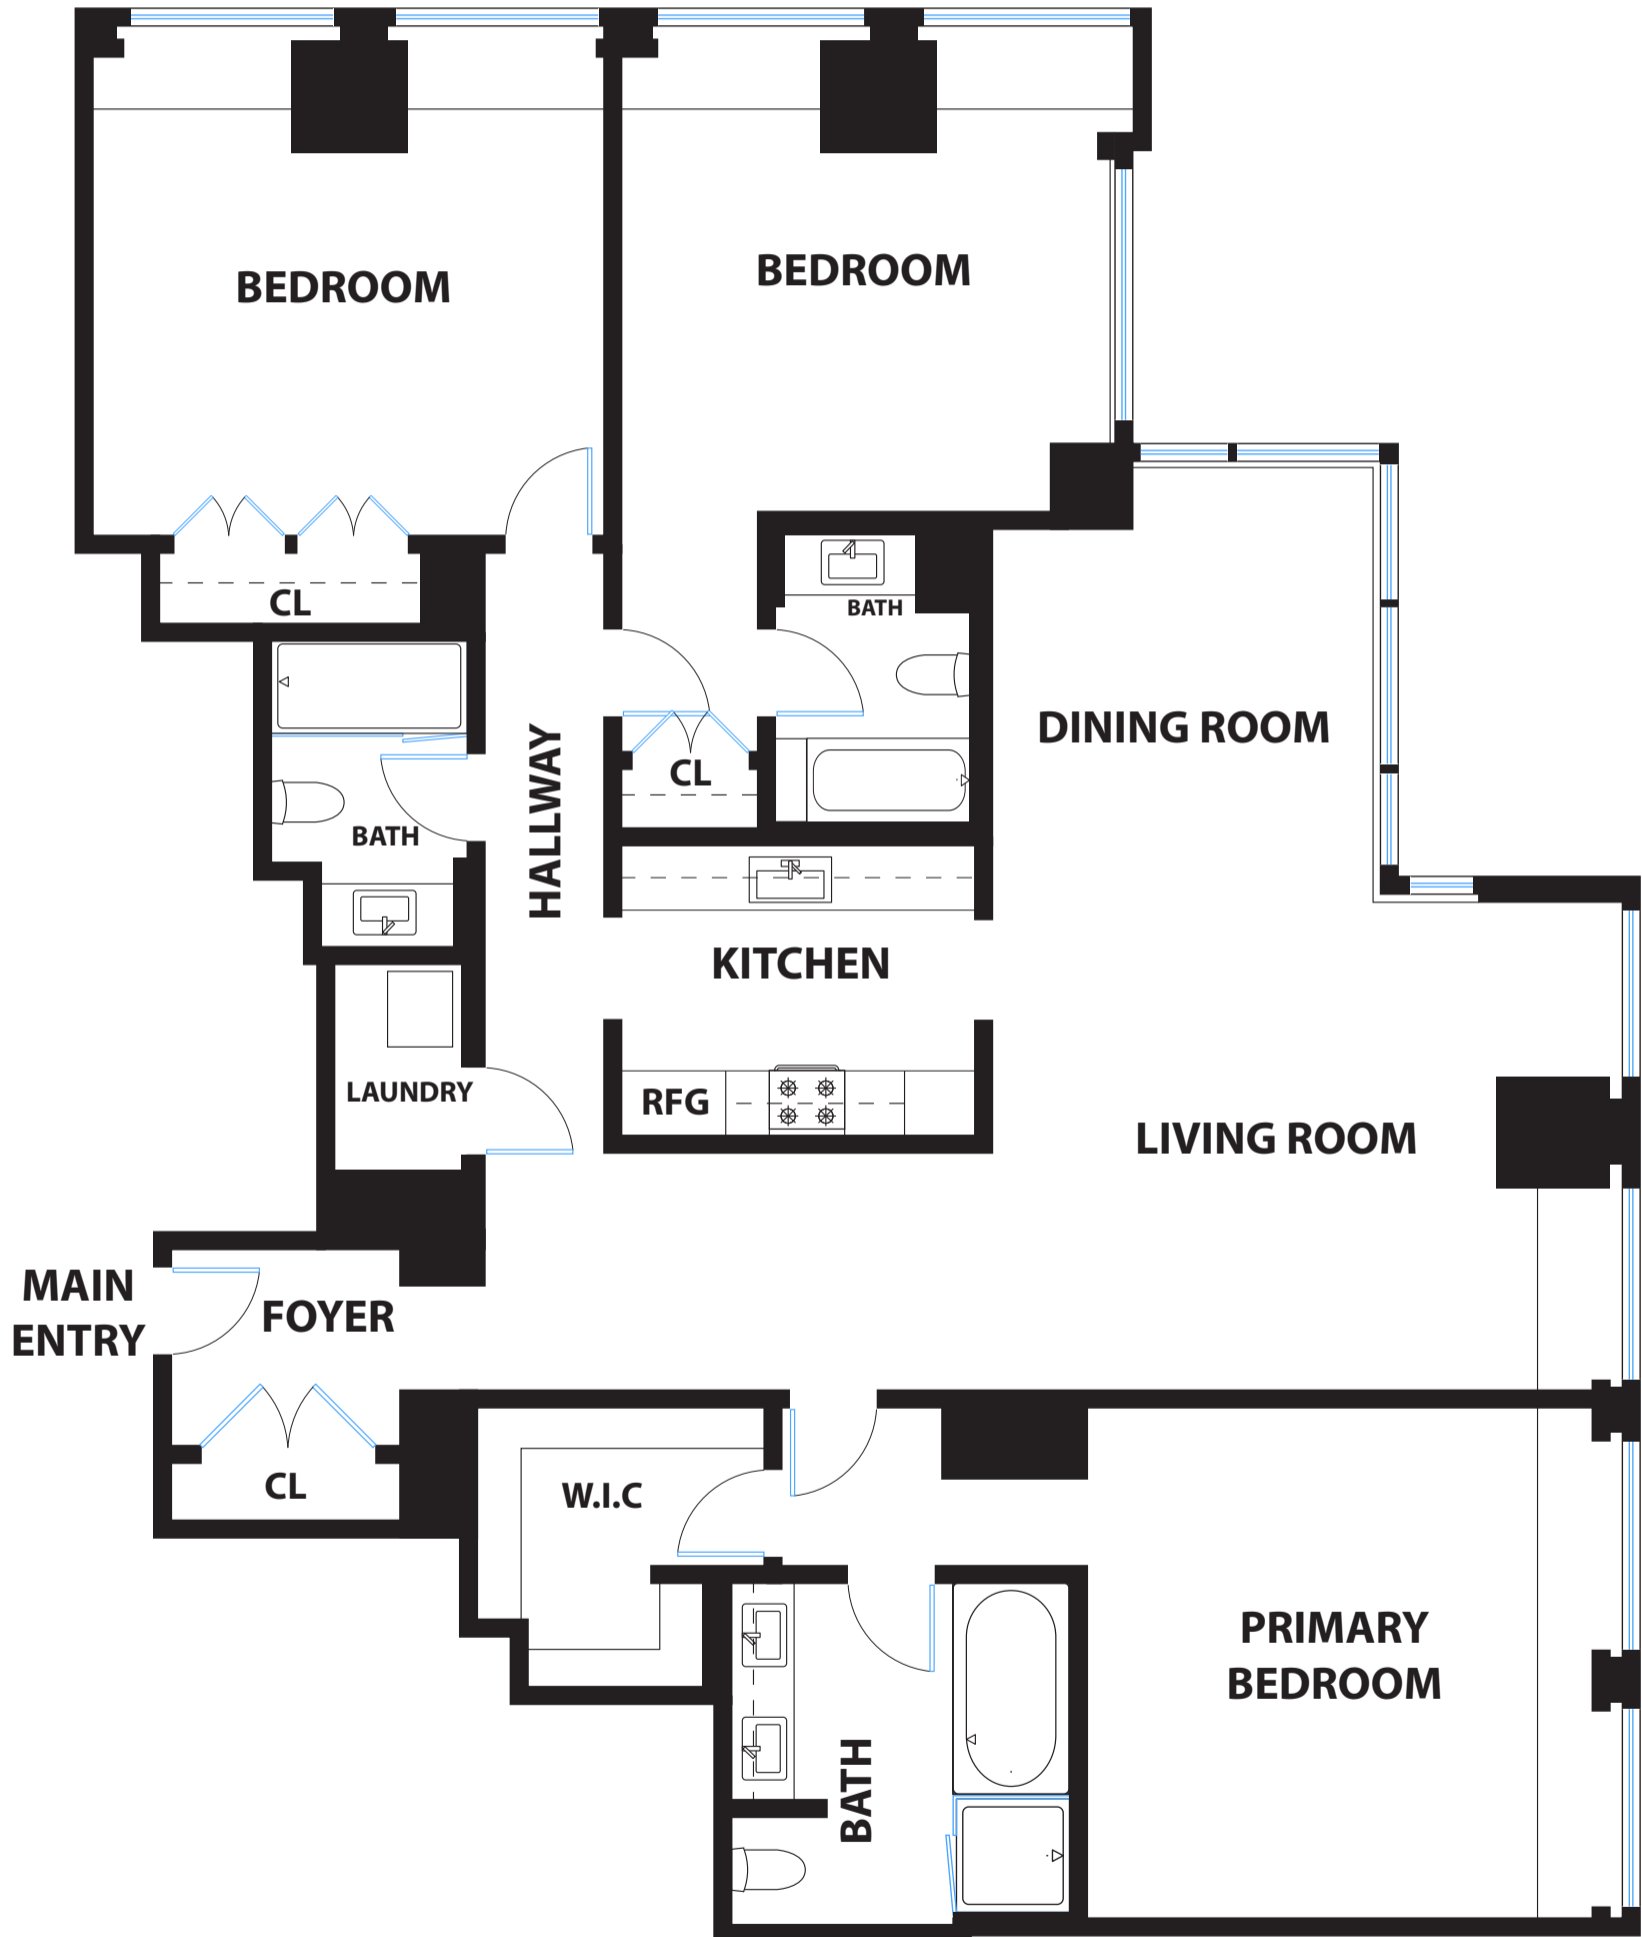 BEDROOM
BEDROOM
CL
BATH
DINING ROOM
HALLWAY
CL
BATH
KITCHEN
LAUNDRY
RFG
LIVING ROOM
MAIN
ENTRY
FOYER
CL
W.I.C
PRIMARY
BEDROOM
BATH